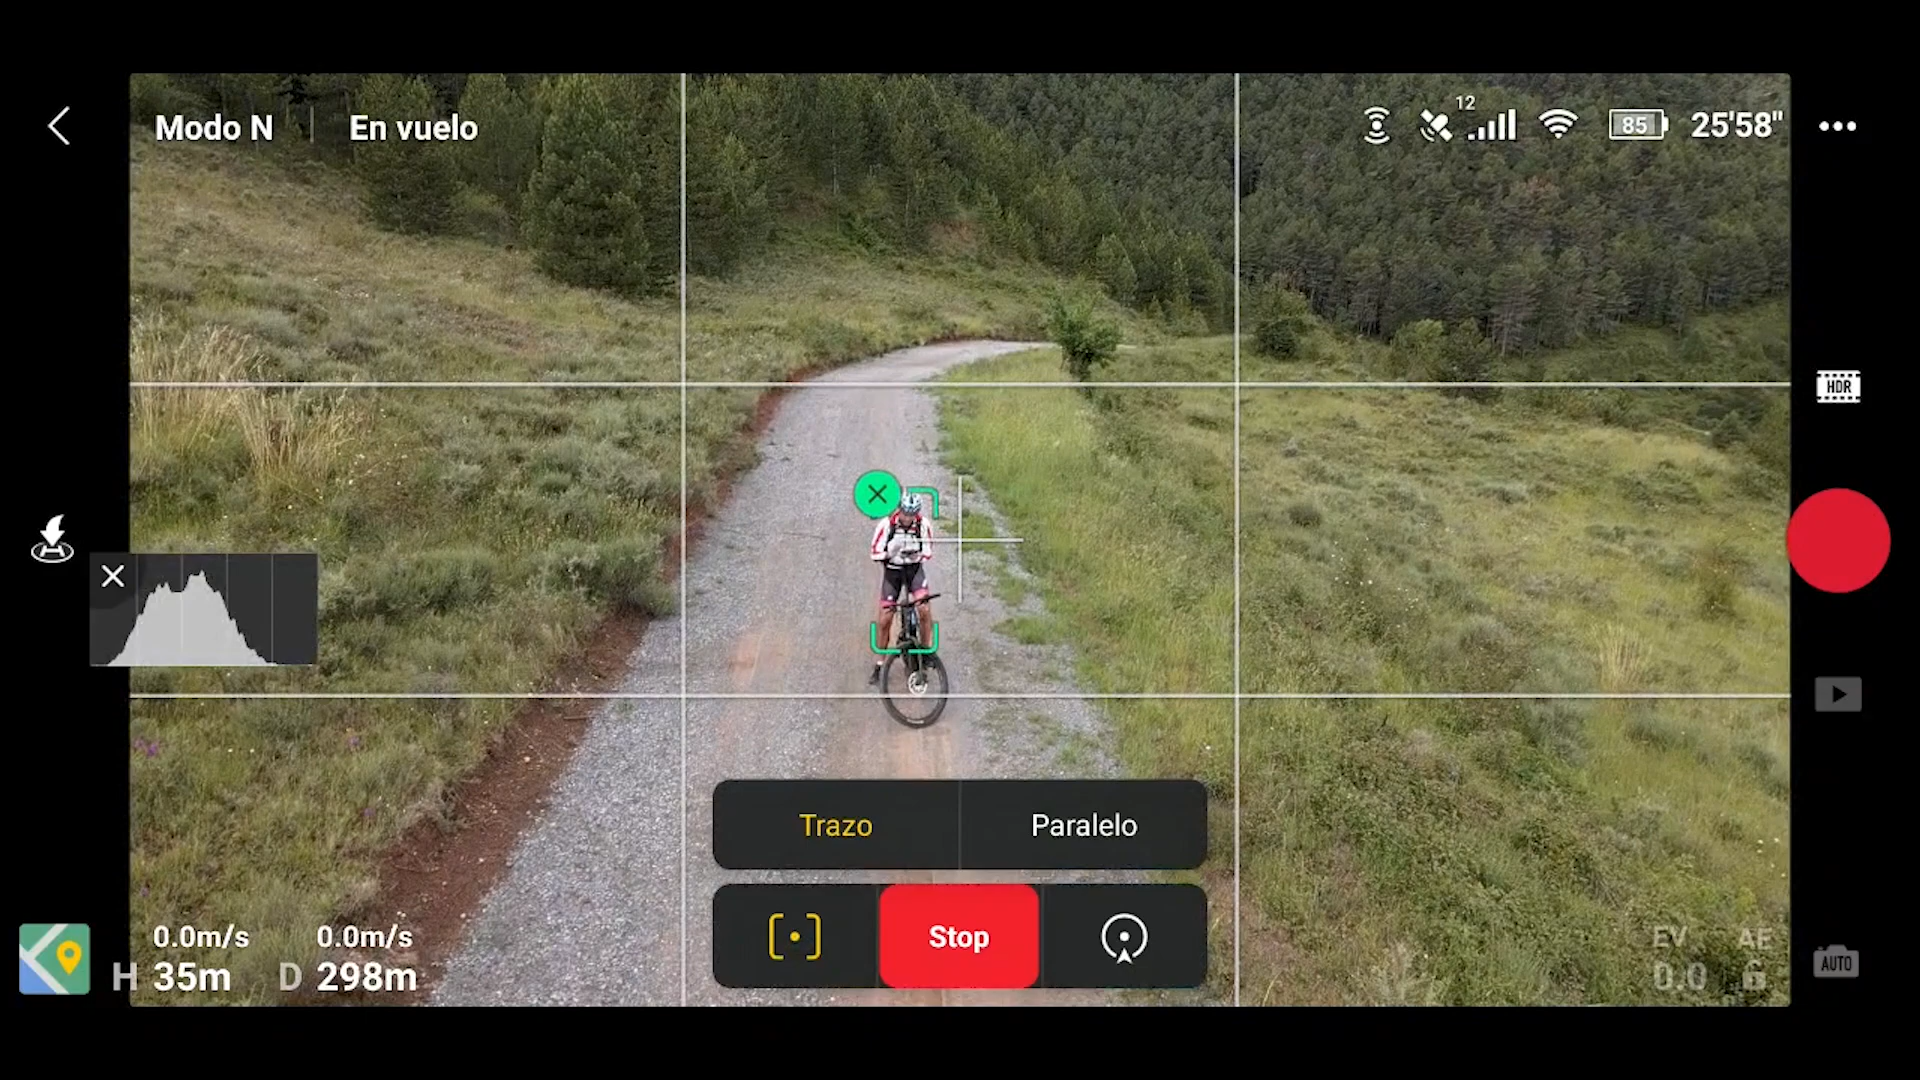 Modo N En vuelo 12 85 25'58"
HDR
Trazo Paralelo
Stop
0.0m/s 0.0m/s
H 35m D 298m
EV AE
0.0
AUTO